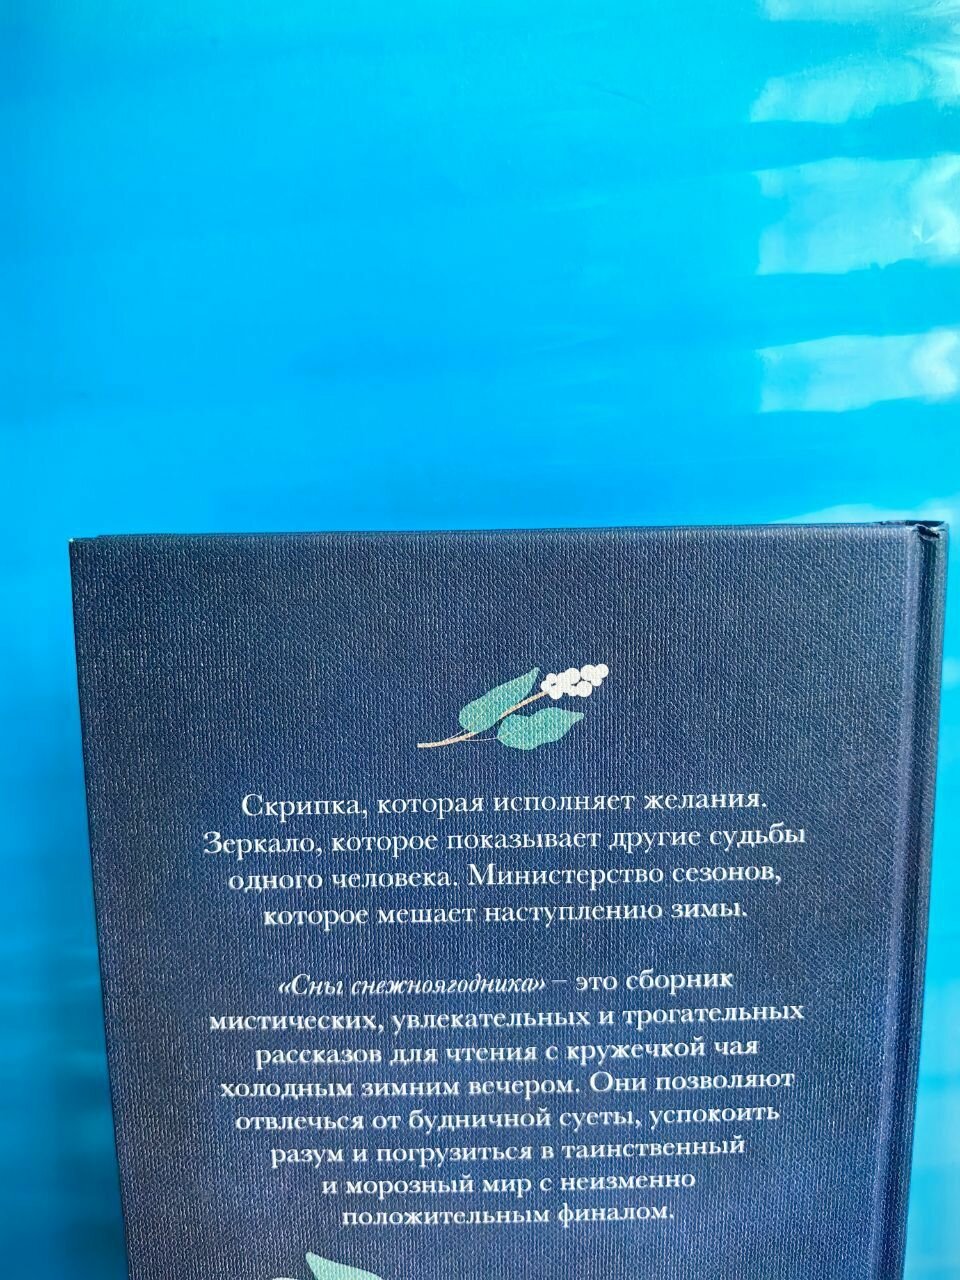 Скрипка, которая исполняет желания.
Зеркало, которое показывает другие судьбы
одного человека. Министерство сезонов,
которое мешает наступлению зимы.
«Сны снежноягодника» – это сборник
мистических, увлекательных и трогательных
рассказов для чтения с кружечкой чая
холодным зимним вечером. Они позволяют
отвлечься от будничной суеты, успокоить
разум и погрузиться в таинственный
и морозный мир с неизменно
положительным финалом.